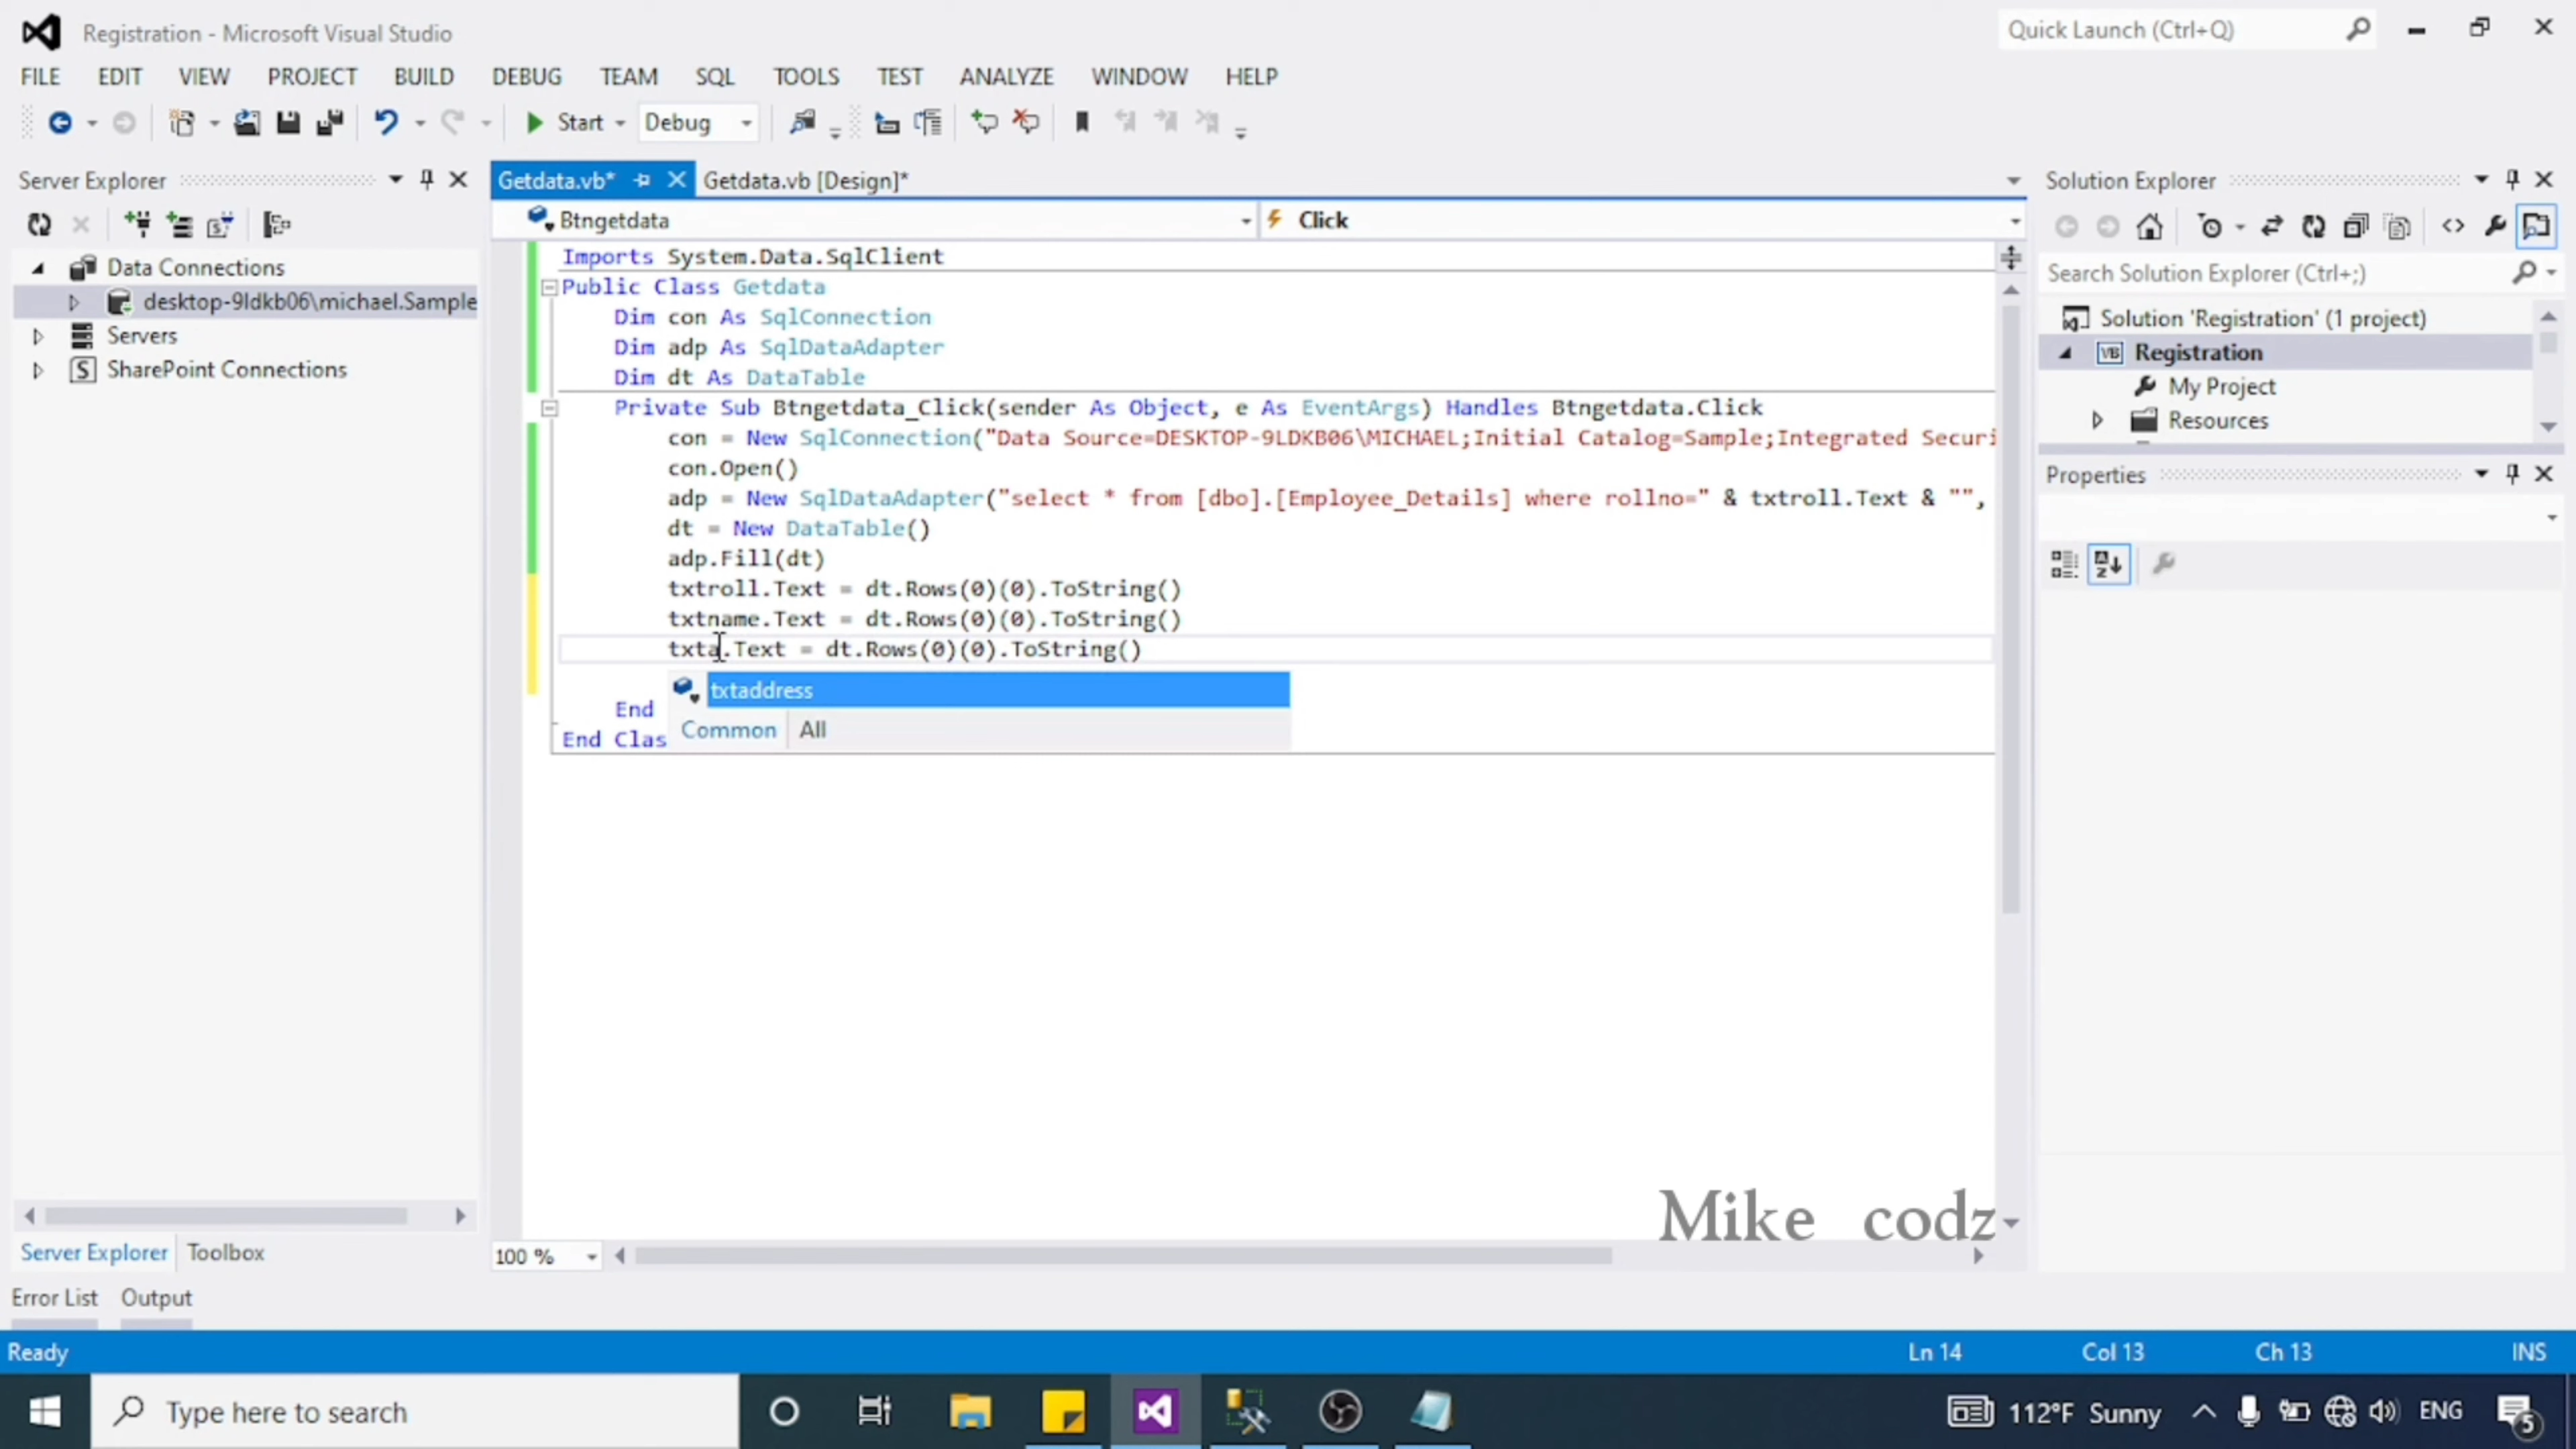 Registration - Microsoft Visual Studio
Quick Launch (Ctrl+Q)
FILE EDIT VIEW PROJECT BUILD DEBUG TEAM SQL TOOLS TEST ANALYZE WINDOW HELP
Start Debug
Server Explorer
Data Connections
desktop-9ldkb06\michael.Sample
Servers
SharePoint Connections
Getdata.vb* Getdata.vb [Design]*
Btngetdata Click
Imports System.Data.SqlClient
Public Class Getdata
Dim con As SqlConnection
Dim adp As SqlDataAdapter
Dim dt As DataTable
Private Sub Btngetdata_Click(sender As Object, e As EventArgs) Handles Btngetdata.Click
con = New SqlConnection("Data Source=DESKTOP-9LDKB06\MICHAEL;Initial Catalog=Sample;Integrated Securi
con.Open()
adp = New SqlDataAdapter("select * from [dbo].[Employee_Details] where rollno=" & txtroll.Text & "",
dt = New DataTable()
adp.Fill(dt)
txtroll.Text = dt.Rows(0)(0).ToString()
txtname.Text = dt.Rows(0)(0).ToString()
txta.Text = dt.Rows(0)(0).ToString()
txtaddress
Common All
End
End Clas
Solution Explorer
Search Solution Explorer (Ctrl+;)
Solution 'Registration' (1 project)
VB Registration
My Project
Resources
Properties
Mike codz
100 %
Server Explorer Toolbox
Error List Output
Ready Ln 14 Col 13 Ch 13 INS
Type here to search
112°F Sunny ENG 5